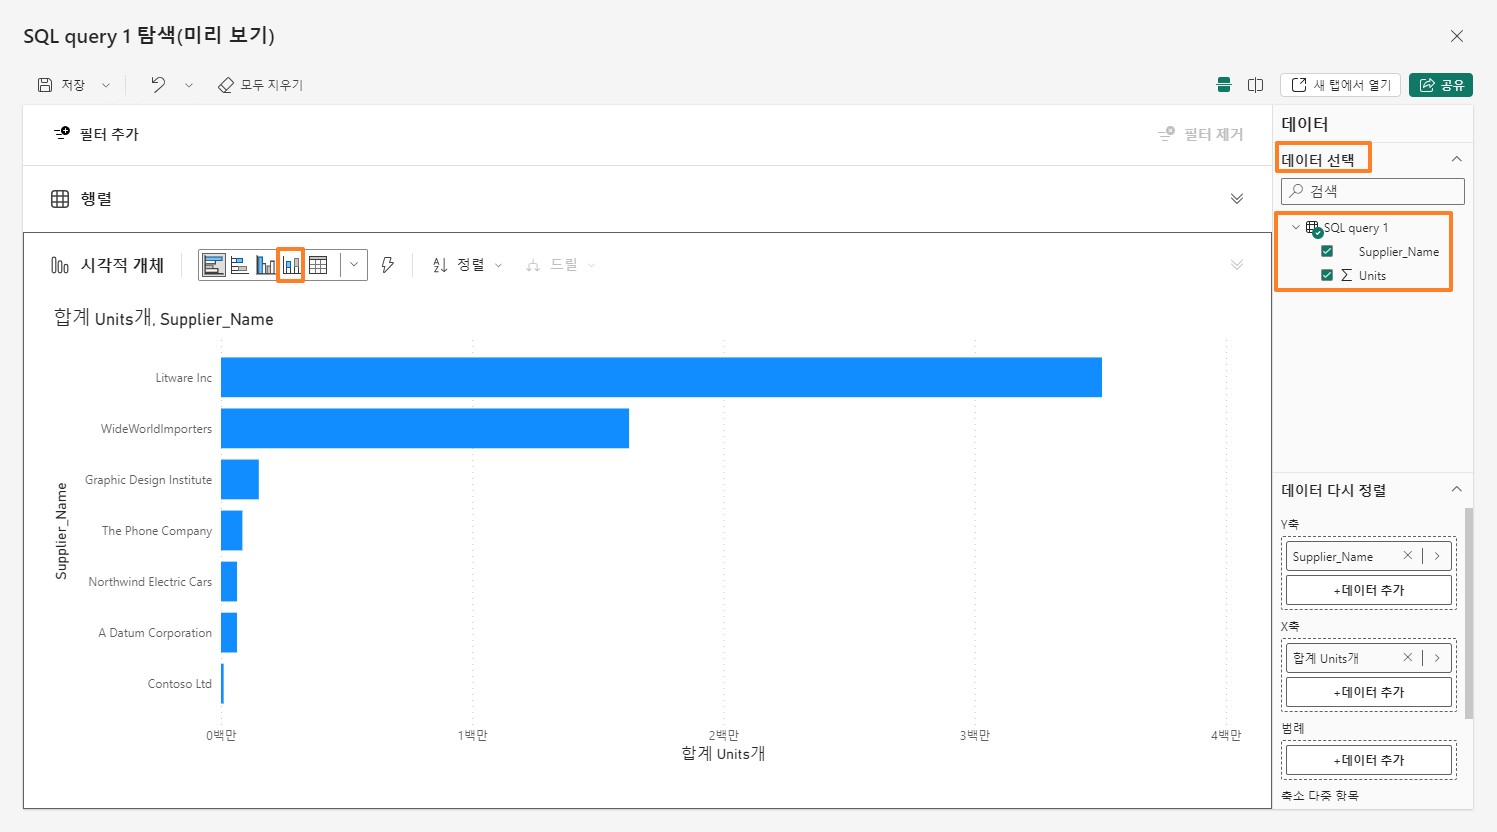 SQL query 1 탐색(미리 보기)
저장
모두 지우기
새 탭에서 열기
공유
필터 추가
필터 제거
행렬
시각적 개체
정렬
드릴
합계 Units개, Supplier_Name
Supplier_Name
Litware Inc
WideWorldImporters
Graphic Design Institute
The Phone Company
Northwind Electric Cars
A Datum Corporation
Contoso Ltd
0백만 1백만 2백만 3백만 4백만
합계 Units개
데이터
데이터 선택
검색
SQL query 1
Supplier_Name
Units
데이터 다시 정렬
Y축
Supplier_Name
+데이터 추가
X축
합계 Units개
+데이터 추가
범례
+데이터 추가
축소 다중 항목